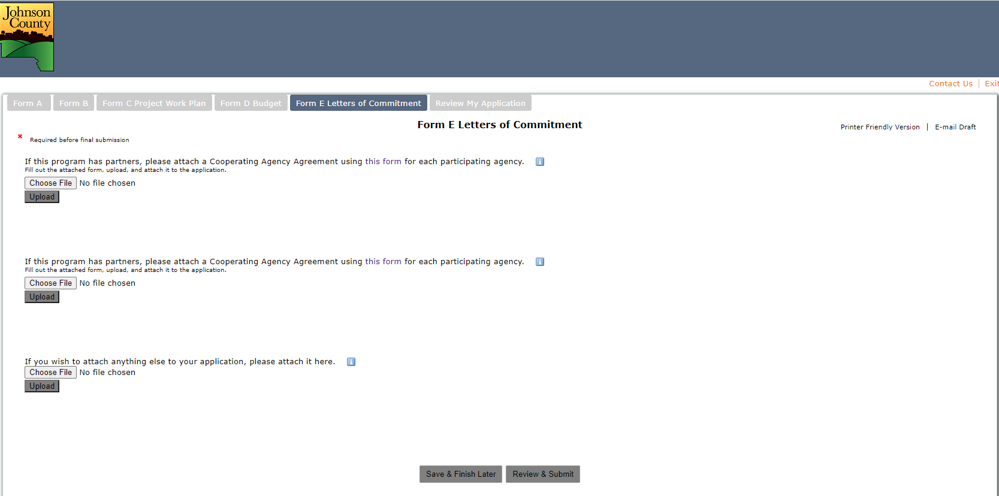 Johnson
County
Contact Us | Exit
Form A
Form B
Form C Project Work Plan
Form D Budget
Form E Letters of Commitment
Review My Application
Form E Letters of Commitment
Printer Friendly Version | E-mail Draft
* Required before final submission
If this program has partners, please attach a Cooperating Agency Agreement using this form for each participating agency.
Fill out the attached form, upload, and attach it to the application.
Choose File No file chosen
Upload
If this program has partners, please attach a Cooperating Agency Agreement using this form for each participating agency.
Fill out the attached form, upload, and attach it to the application.
Choose File No file chosen
Upload
If you wish to attach anything else to your application, please attach it here.
Choose File No file chosen
Upload
Save & Finish Later
Review & Submit